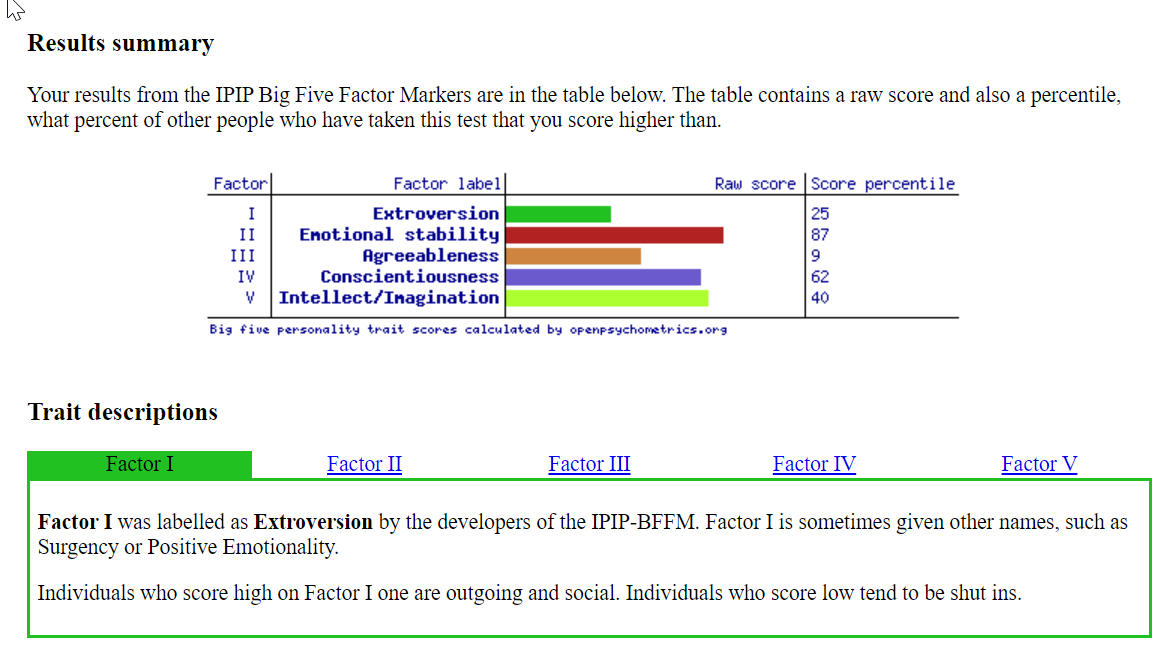 Results summary
Your results from the IPIP Big Five Factor Markers are in the table below. The table contains a raw score and also a percentile,
what percent of other people who have taken this test that you score higher than.
Factor Factor label Raw score Score percentile
I Extroversion 25
II Emotional stability 87
III Agreeableness 9
IV Conscientiousness 62
V Intellect/Imagination 40
Big five personality trait scores calculated by openpsychometrics.org
Trait descriptions
Factor I Factor II Factor III Factor IV Factor V
Factor I was labelled as Extroversion by the developers of the IPIP-BFFM. Factor I is sometimes given other names, such as
Surgency or Positive Emotionality.
Individuals who score high on Factor I one are outgoing and social. Individuals who score low tend to be shut ins.